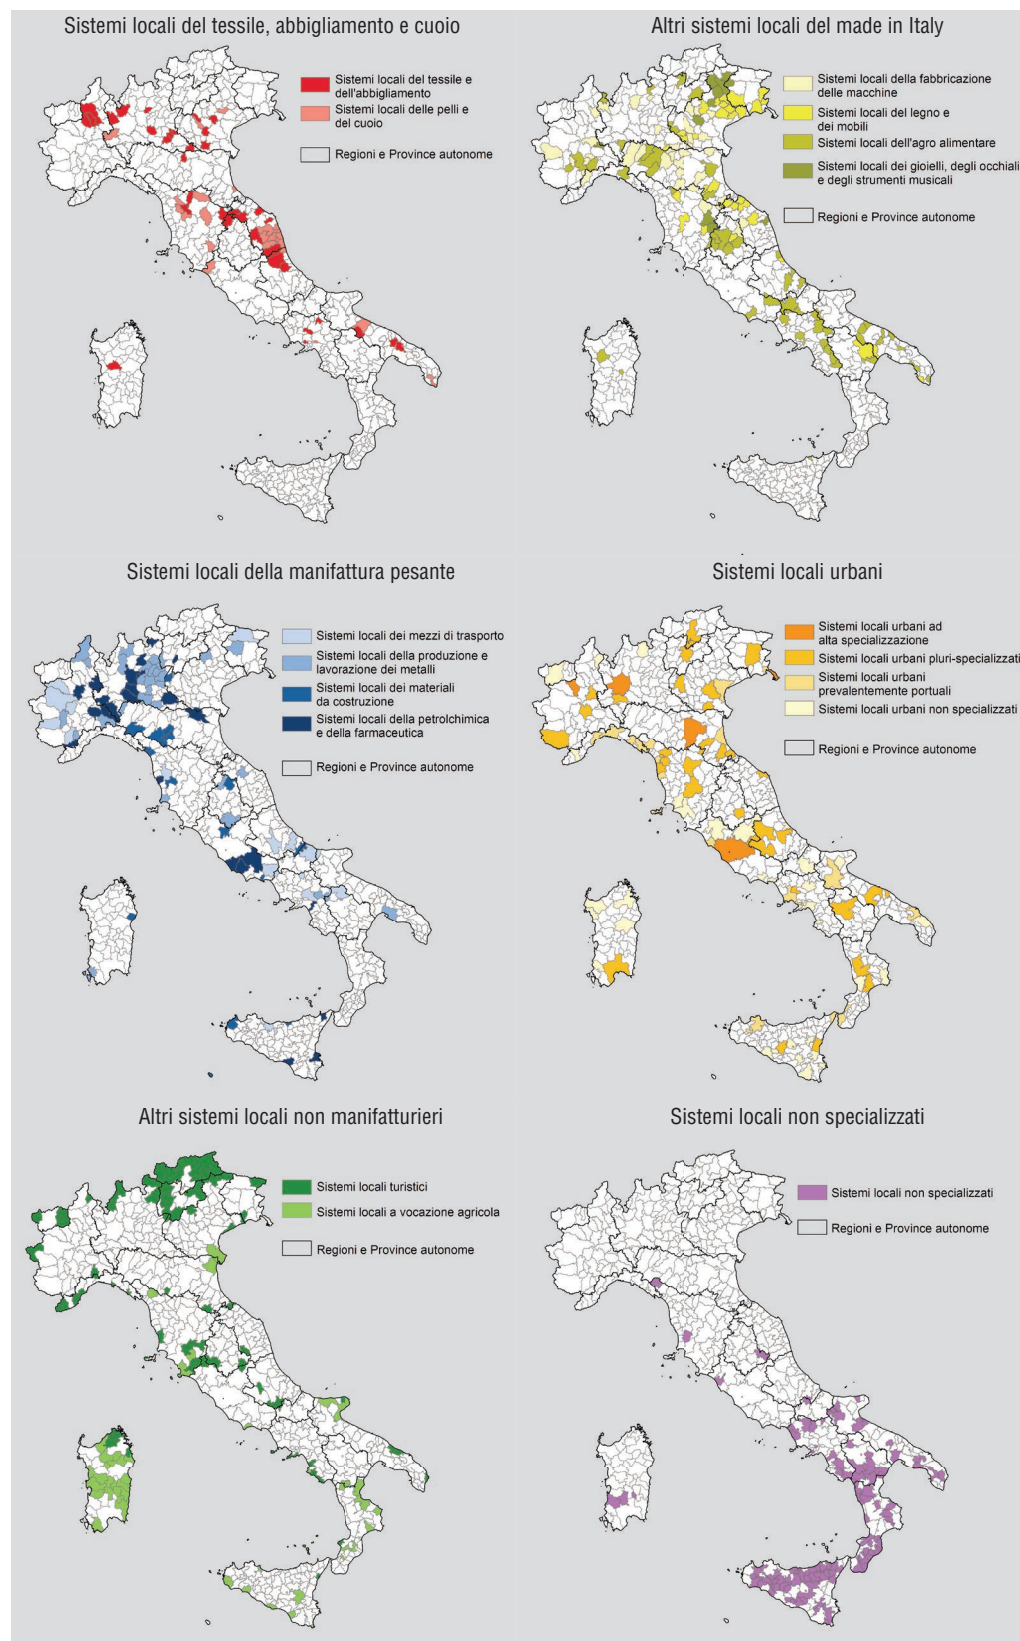 Sistemi locali del tessile, abbigliamento e cuoio
Sistemi locali del tessile e
dell'abbigliamento
Sistemi locali delle pelli e
del cuoio
Regioni e Province autonome
Altri sistemi locali del made in Italy
Sistemi locali della fabbricazione
delle macchine
Sistemi locali del legno e
dei mobili
Sistemi locali dell'agro alimentare
Sistemi locali dei gioielli, degli occhiali
e degli strumenti musicali
Regioni e Province autonome
Sistemi locali della manifattura pesante
Sistemi locali dei mezzi di trasporto
Sistemi locali della produzione e
lavorazione dei metalli
Sistemi locali dei materiali
da costruzione
Sistemi locali della petrolchimica
e della farmaceutica
Regioni e Province autonome
Sistemi locali urbani
Sistemi locali urbani ad
alta specializzazione
Sistemi locali urbani pluri-specializzati
Sistemi locali urbani
prevalentemente portuali
Sistemi locali urbani non specializzati
Regioni e Province autonome
Altri sistemi locali non manifatturieri
Sistemi locali turistici
Sistemi locali a vocazione agricola
Regioni e Province autonome
Sistemi locali non specializzati
Sistemi locali non specializzati
Regioni e Province autonome